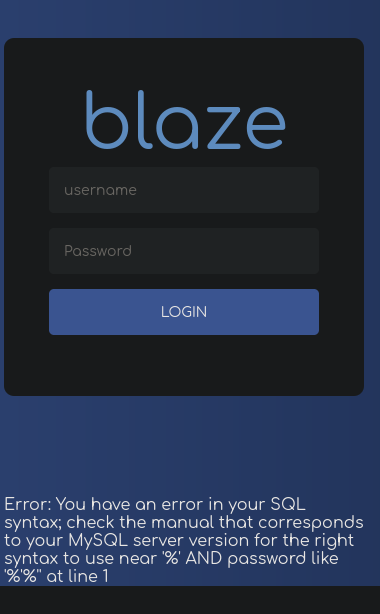 blaze
username
Password
LOGIN
Error: You have an error in your SQL
syntax; check the manual that corresponds
to your MySQL server version for the right
syntax to use near '%' AND password like
'%'%'' at line 1